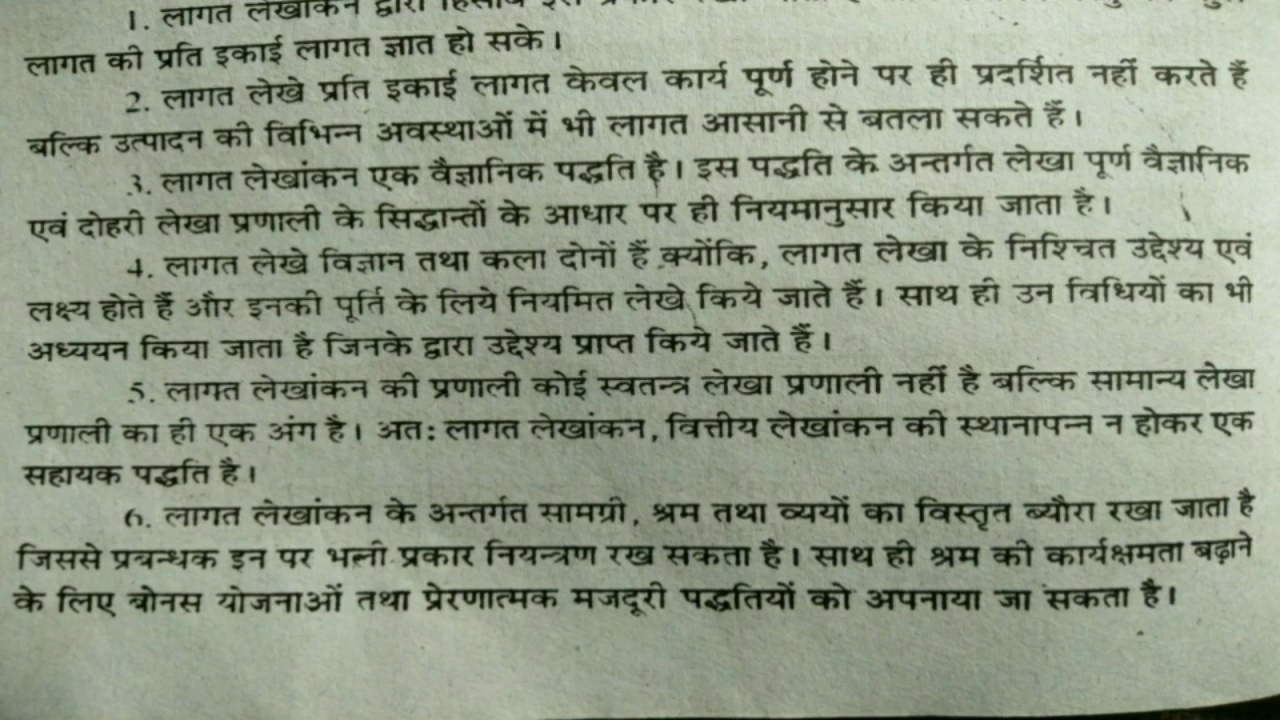 1. लागत लेखांकन द्वारा हिसाब इस प्रकार
लागत की प्रति इकाई लागत ज्ञात हो सके।
2. लागत लेखे प्रति इकाई लागत केवल कार्य पूर्ण होने पर ही प्रदर्शित नहीं करते हैं
बल्कि उत्पादन की विभिन्न अवस्थाओं में भी लागत आसानी से बतला सकते हैं।
3. लागत लेखांकन एक वैज्ञानिक पद्धति है। इस पद्धति के अन्तर्गत लेखा पूर्ण वैज्ञानिक
एवं दोहरी लेखा प्रणाली के सिद्धान्तों के आधार पर ही नियमानुसार किया जाता है।
4. लागत लेखे विज्ञान तथा कला दोनों हैं क्योंकि, लागत लेखा के निश्चित उद्देश्य एवं
लक्ष्य होते हैं और इनकी पूर्ति के लिये नियमित लेखे किये जाते हैं। साथ ही उन विधियों का भी
अध्ययन किया जाता है जिनके द्वारा उद्देश्य प्राप्त किये जाते हैं।
5. लागत लेखांकन की प्रणाली कोई स्वतन्त्र लेखा प्रणाली नहीं है बल्कि सामान्य लेखा
प्रणाली का ही एक अंग है। अतः लागत लेखांकन, वित्तीय लेखांकन की स्थानापन्न न होकर एक
सहायक पद्धति है।
6. लागत लेखांकन के अन्तर्गत सामग्री, श्रम तथा व्ययों का विस्तृत ब्यौरा रखा जाता है
जिससे प्रबन्धक इन पर भली प्रकार नियन्त्रण रख सकता है। साथ ही श्रम की कार्यक्षमता बढ़ाने
के लिए बोनस योजनाओं तथा प्रेरणात्मक मजदूरी पद्धतियों को अपनाया जा सकता है।